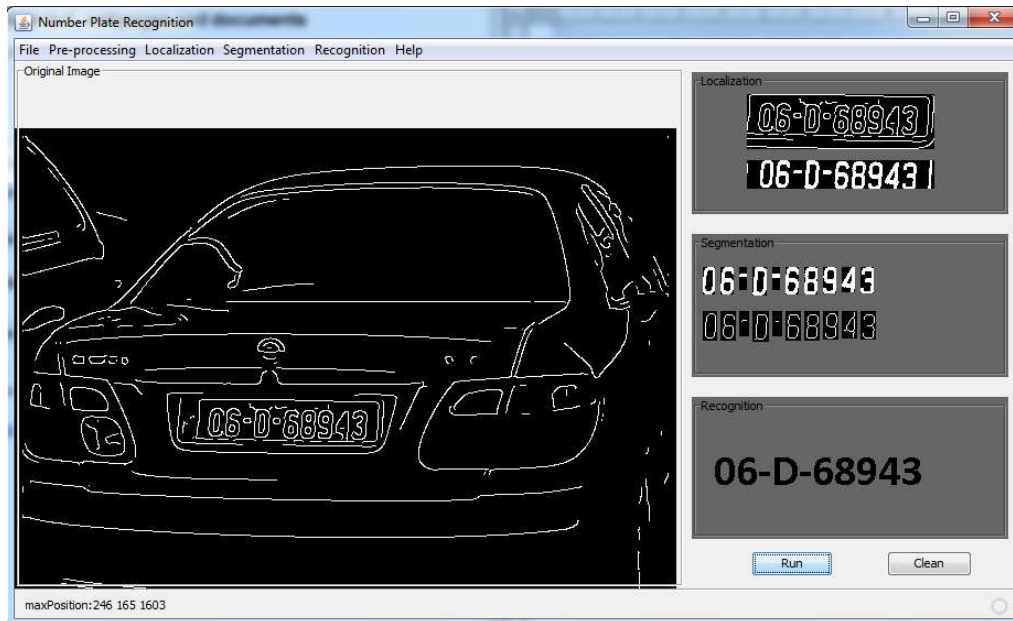 Number Plate Recognition
File Pre-processing Localization Segmentation Recognition Help
Original Image
06-D-68943
Localization
06-D-68943
06-D-68943
Segmentation
06-D-68943
06-D-68943
Recognition
06-D-68943
Run Clean
maxPosition:246 165 1603